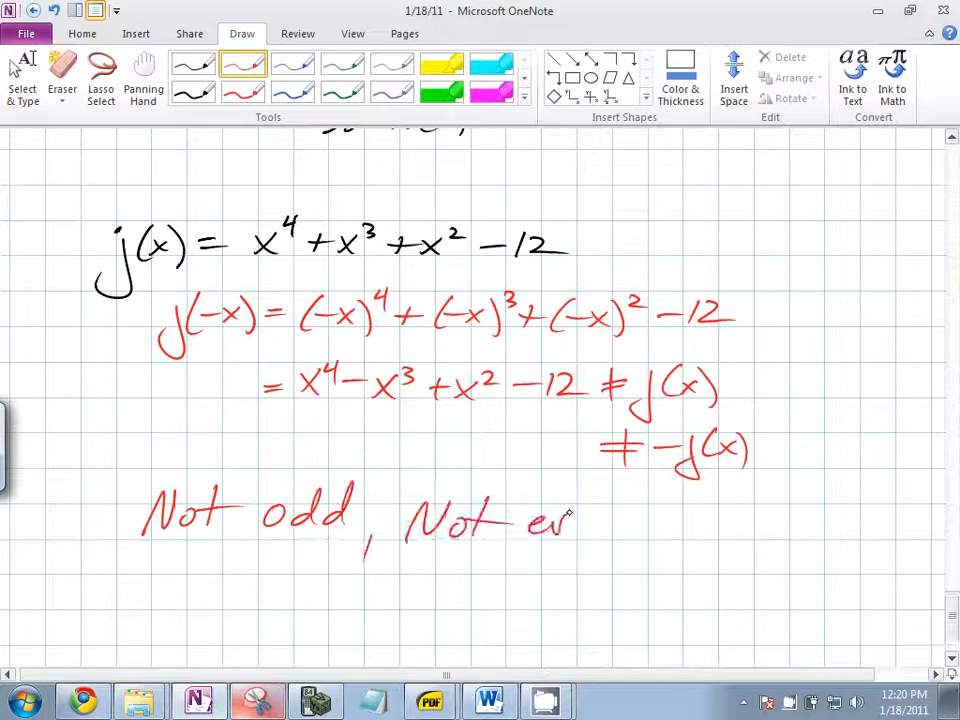 1/18/11 - Microsoft OneNote
File Home Insert Share Draw Review View Pages
Select & Type Eraser Lasso Select Panning Hand Insert Space Color & Thickness Delete Arrange Rotate Ink to Text Ink to Math
Tools Insert Shapes Edit Convert
j(x) = x⁴ + x³ + x² - 12
j(-x) = (-x)⁴ + (-x)³ + (-x)² - 12
= x⁴ - x³ + x² - 12 ≠ j(x)
≠ -j(x)
Not odd, Not ev
12:20 PM
1/18/2011